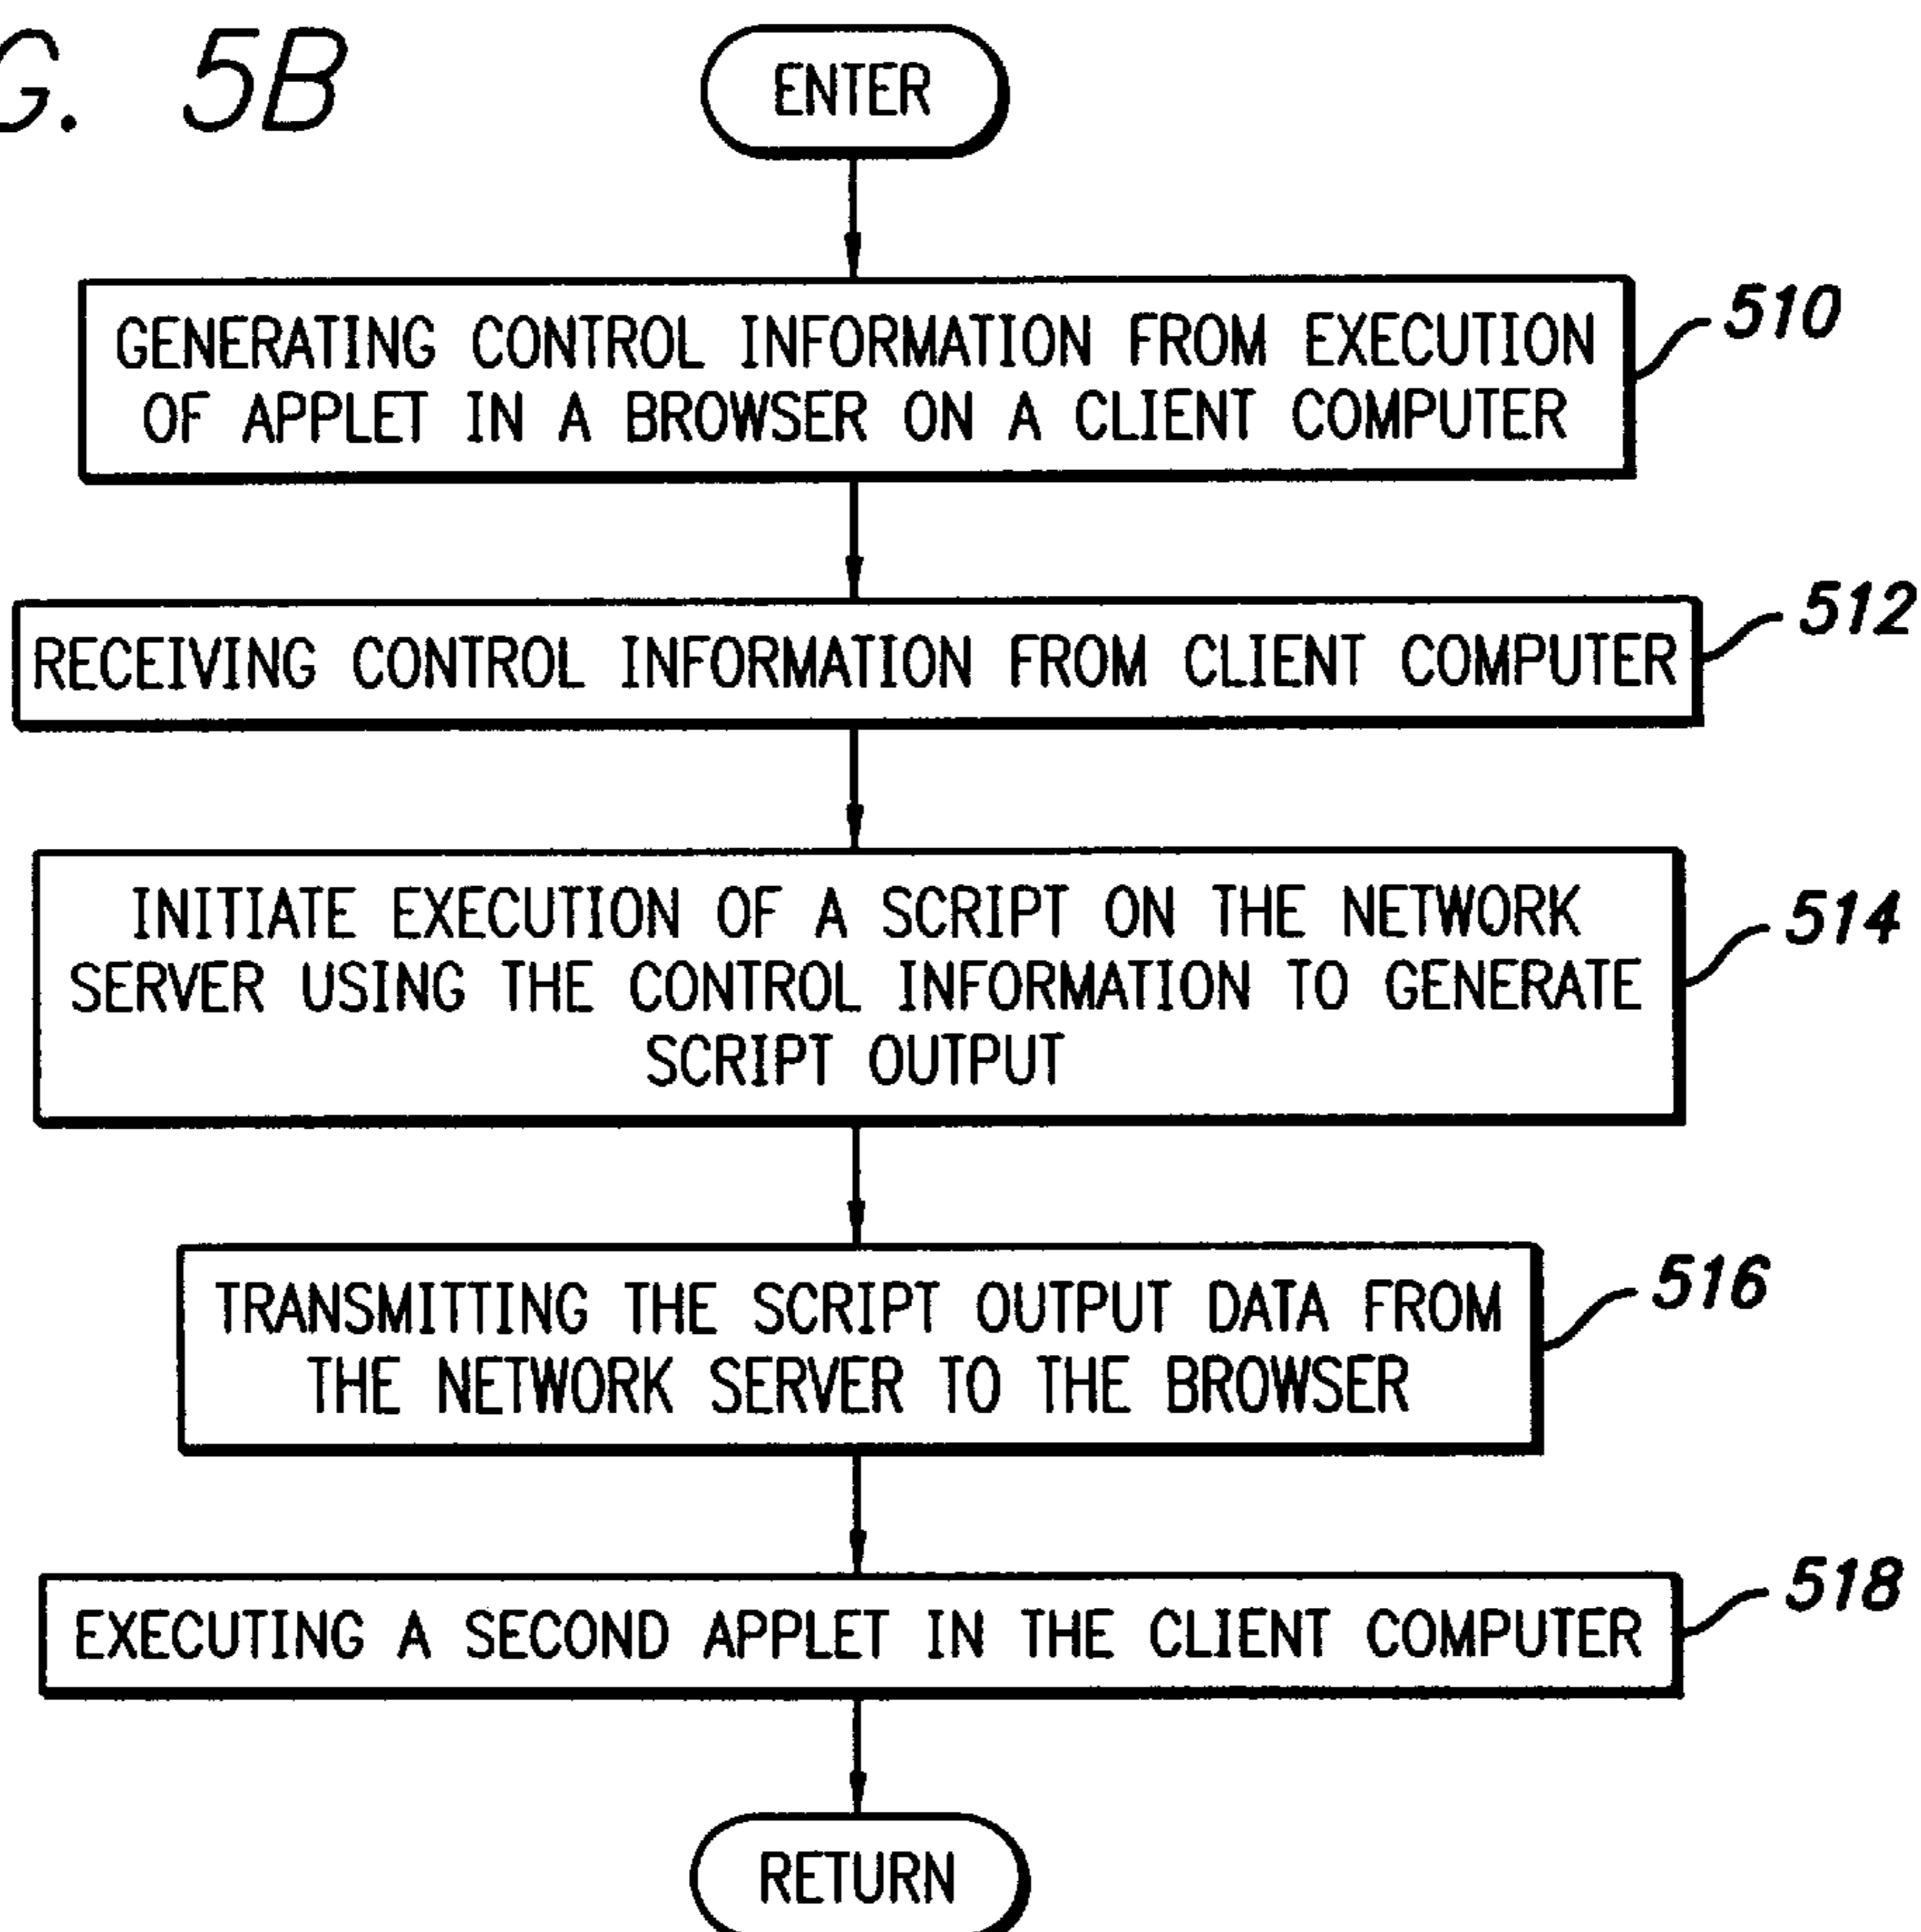 G. 5B
ENTER
GENERATING CONTROL INFORMATION FROM EXECUTION
OF APPLET IN A BROWSER ON A CLIENT COMPUTER
510
RECEIVING CONTROL INFORMATION FROM CLIENT COMPUTER
512
INITIATE EXECUTION OF A SCRIPT ON THE NETWORK
SERVER USING THE CONTROL INFORMATION TO GENERATE
SCRIPT OUTPUT
514
TRANSMITTING THE SCRIPT OUTPUT DATA FROM
THE NETWORK SERVER TO THE BROWSER
516
EXECUTING A SECOND APPLET IN THE CLIENT COMPUTER
518
RETURN